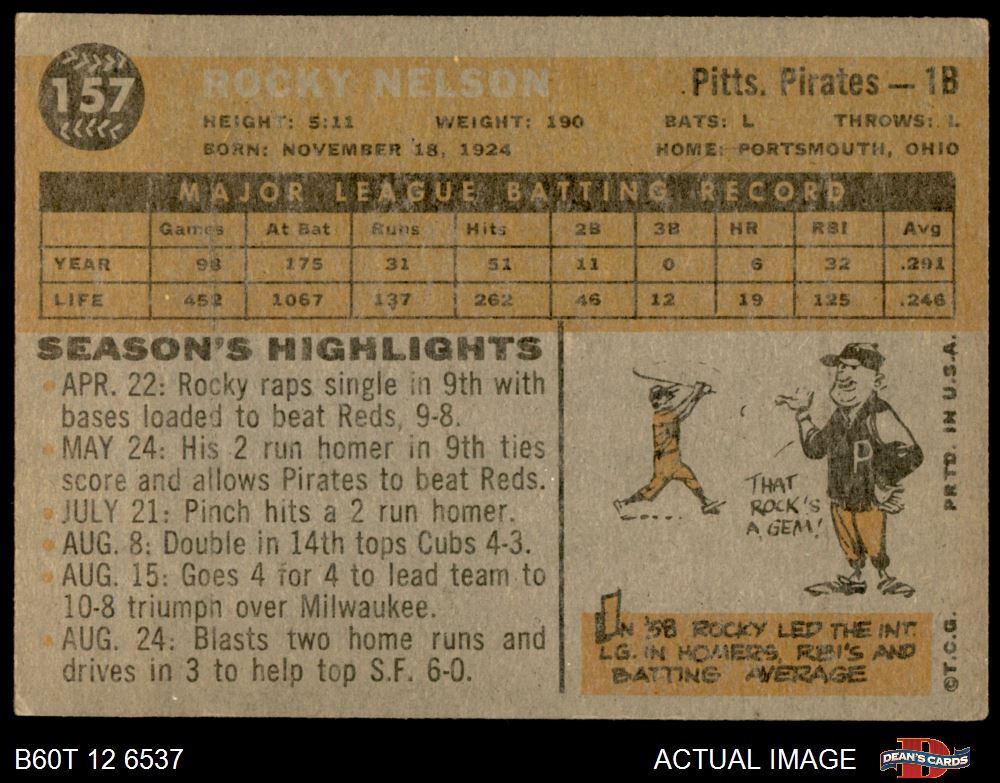 157
ROCKY NELSON
Pitts. Pirates — 1B
HEIGHT: 5:11 WEIGHT: 190 BATS: L THROWS: L
BORN: NOVEMBER 18, 1924 HOME: PORTSMOUTH, OHIO
MAJOR LEAGUE BATTING RECORD
Games At Bat Runs Hits 2B 3B HR RBI Avg
YEAR 98 175 31 51 11 0 6 32 .291
LIFE 452 1067 137 262 46 12 19 125 .246
SEASON'S HIGHLIGHTS
• APR. 22: Rocky raps single in 9th with
bases loaded to beat Reds, 9-8.
• MAY 24: His 2 run homer in 9th ties
score and allows Pirates to beat Reds.
• JULY 21: Pinch hits a 2 run homer.
• AUG. 8: Double in 14th tops Cubs 4-3.
• AUG. 15: Goes 4 for 4 to lead team to
10-8 triumph over Milwaukee.
• AUG. 24: Blasts two home runs and
drives in 3 to help top S.F. 6-0.
P
THAT
ROCK'S
A GEM!
IN '58 ROCKY LED THE INT.
LG. IN HOMERS, RBI'S AND
BATTING AVERAGE
©T.C.G. PRTD. IN U.S.A.
B60T 12 6537
ACTUAL IMAGE
D
DEAN'S CARDS